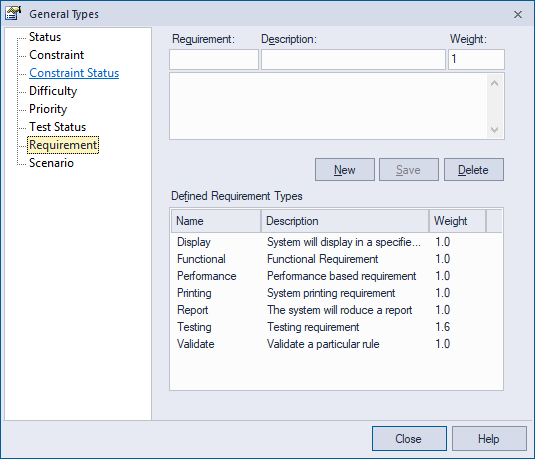 General Types
Status
Constraint
Constraint Status
Difficulty
Priority
Test Status
Requirement
Scenario
Requirement: Description: Weight:
1
New Save Delete
Defined Requirement Types
Name Description Weight
Display System will display in a specifie... 1.0
Functional Functional Requirement 1.0
Performance Performance based requirement 1.0
Printing System printing requirement 1.0
Report The system will roduce a report 1.0
Testing Testing requirement 1.6
Validate Validate a particular rule 1.0
Close Help